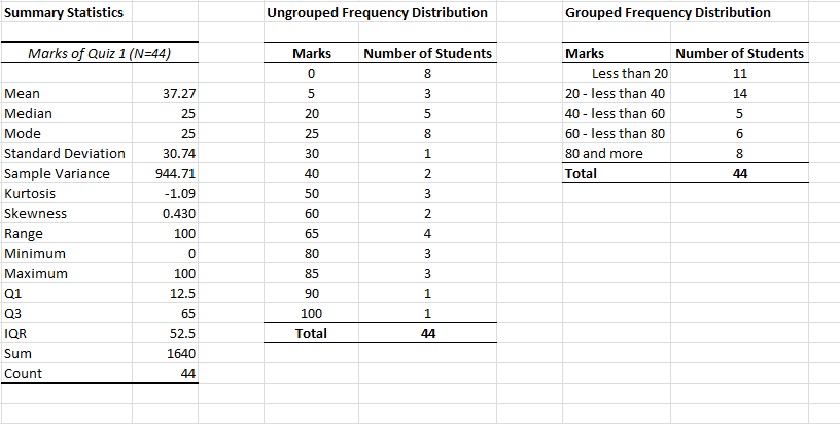 Summary Statistics
Marks of Quiz 1 (N=44)
Mean 37.27
Median 25
Mode 25
Standard Deviation 30.74
Sample Variance 944.71
Kurtosis -1.09
Skewness 0.430
Range 100
Minimum 0
Maximum 100
Q1 12.5
Q3 65
IQR 52.5
Sum 1640
Count 44
Ungrouped Frequency Distribution
Marks Number of Students
0 8
5 3
20 5
25 8
30 1
40 2
50 3
60 2
65 4
80 3
85 3
90 1
100 1
Total 44
Grouped Frequency Distribution
Marks Number of Students
Less than 20 11
20 - less than 40 14
40 - less than 60 5
60 - less than 80 6
80 and more 8
Total 44